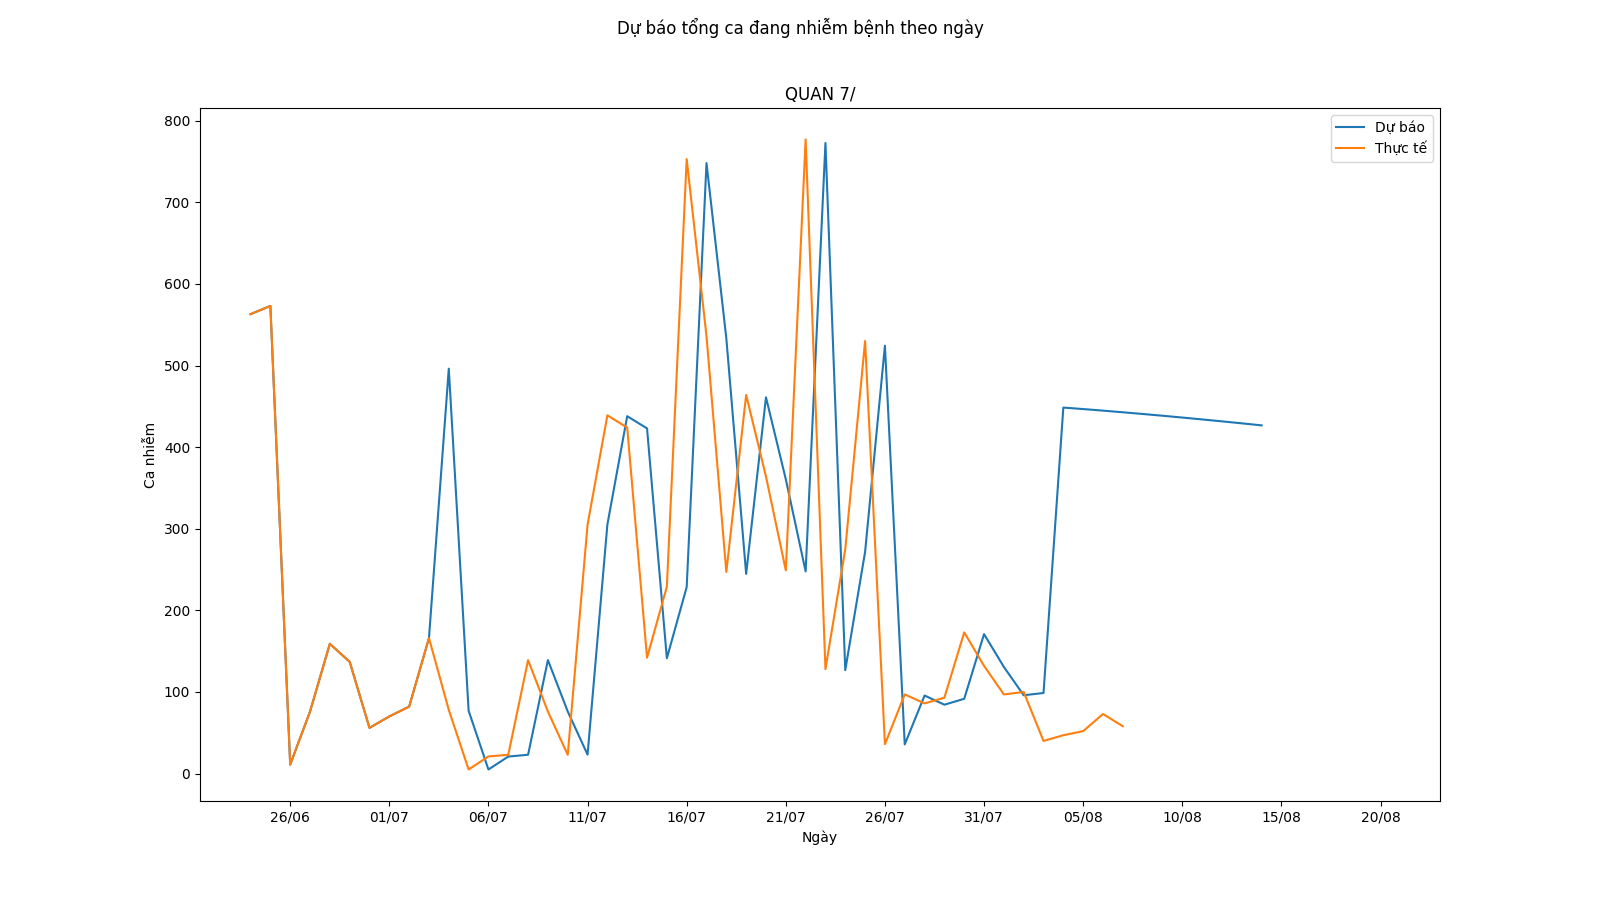 Dự báo tổng ca đang nhiễm bệnh theo ngày
QUAN 7/
Dự báo
Thực tế
800
700
600
500
400
300
200
100
0
Ca nhiễm
26/06 01/07 06/07 11/07 16/07 21/07 26/07 31/07 05/08 10/08 15/08 20/08
Ngày